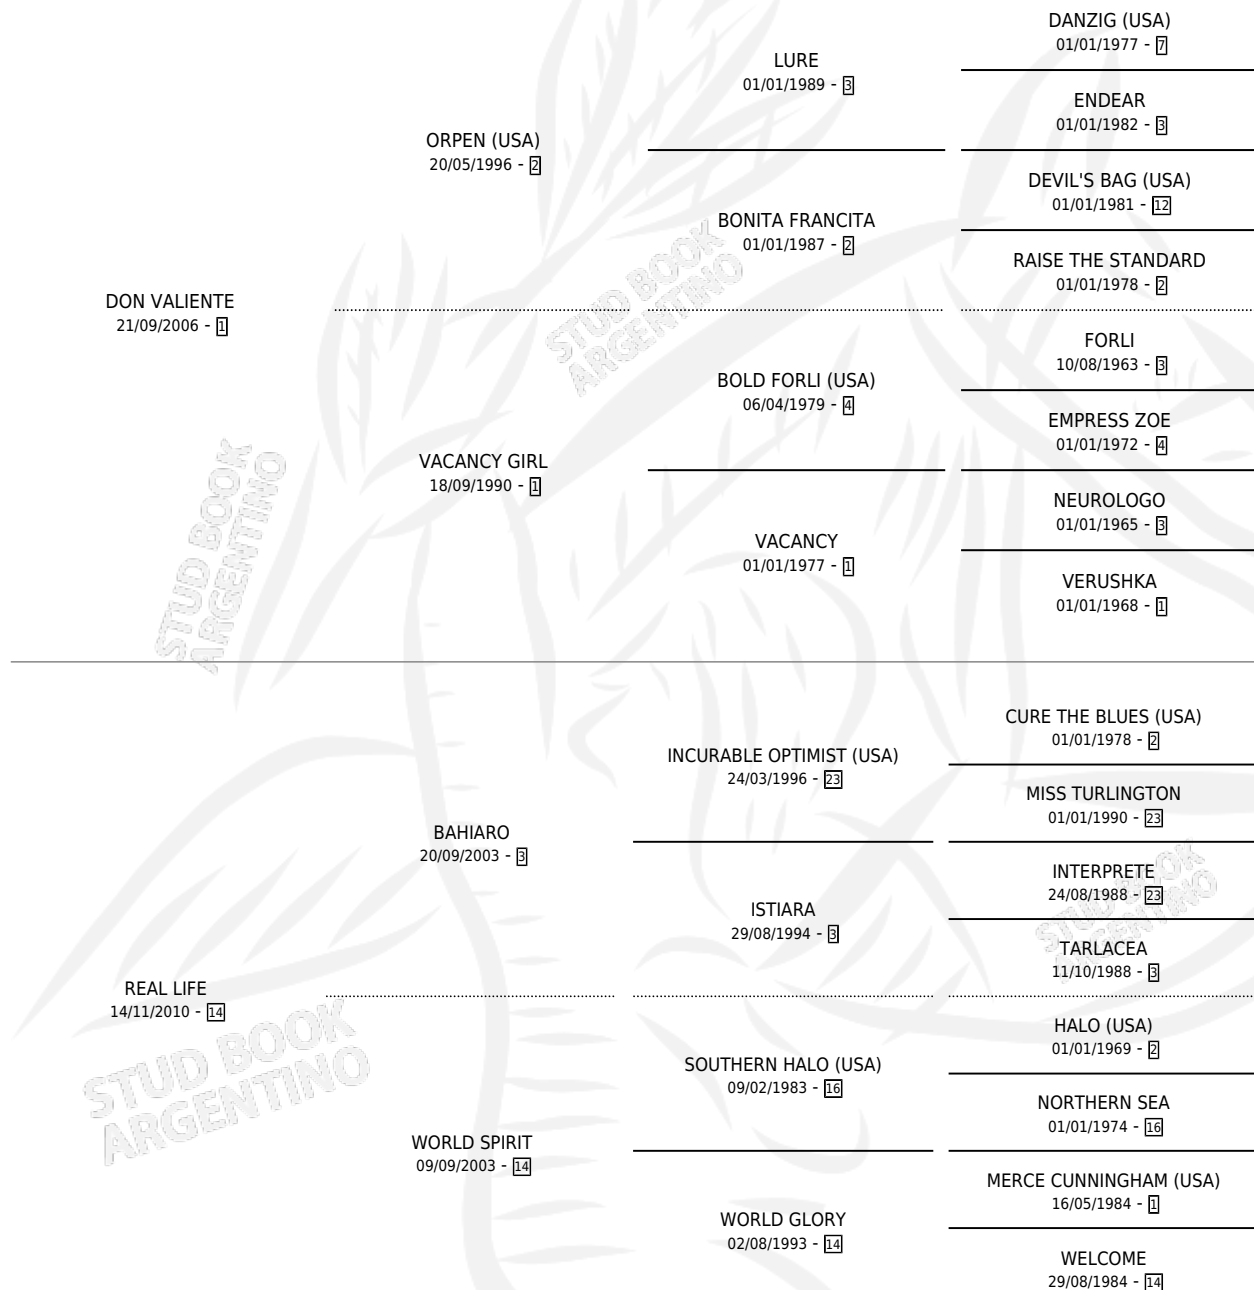 DANZIG (USA)
01/01/1977 - 7
LURE
01/01/1989 - 3
ENDEAR
01/01/1982 - 3
ORPEN (USA)
20/05/1996 - 2
DEVIL'S BAG (USA)
01/01/1981 - 12
BONITA FRANCITA
01/01/1987 - 2
RAISE THE STANDARD
01/01/1978 - 2
DON VALIENTE
21/09/2006 - 1
STUD BOOK
ARGENTINO
FORLI
10/08/1963 - 3
BOLD FORLI (USA)
06/04/1979 - 4
EMPRESS ZOE
01/01/1972 - 4
VACANCY GIRL
18/09/1990 - 1
NEUROLOGO
01/01/1965 - 3
VACANCY
01/01/1977 - 1
VERUSHKA
01/01/1968 - 1
STUD BOOK
ARGENTINO
CURE THE BLUES (USA)
01/01/1978 - 2
INCURABLE OPTIMIST (USA)
24/03/1996 - 23
MISS TURLINGTON
01/01/1990 - 23
BAHIARO
20/09/2003 - 3
INTERPRETE
24/08/1988 - 23
ISTIARA
29/08/1994 - 3
STUD BOOK
ARGENTINO
TARLACEA
11/10/1988 - 3
REAL LIFE
14/11/2010 - 14
STUD BOOK
ARGENTINO
HALO (USA)
01/01/1969 - 2
SOUTHERN HALO (USA)
09/02/1983 - 16
NORTHERN SEA
01/01/1974 - 16
WORLD SPIRIT
09/09/2003 - 14
MERCE CUNNINGHAM (USA)
16/05/1984 - 1
WORLD GLORY
02/08/1993 - 14
WELCOME
29/08/1984 - 14